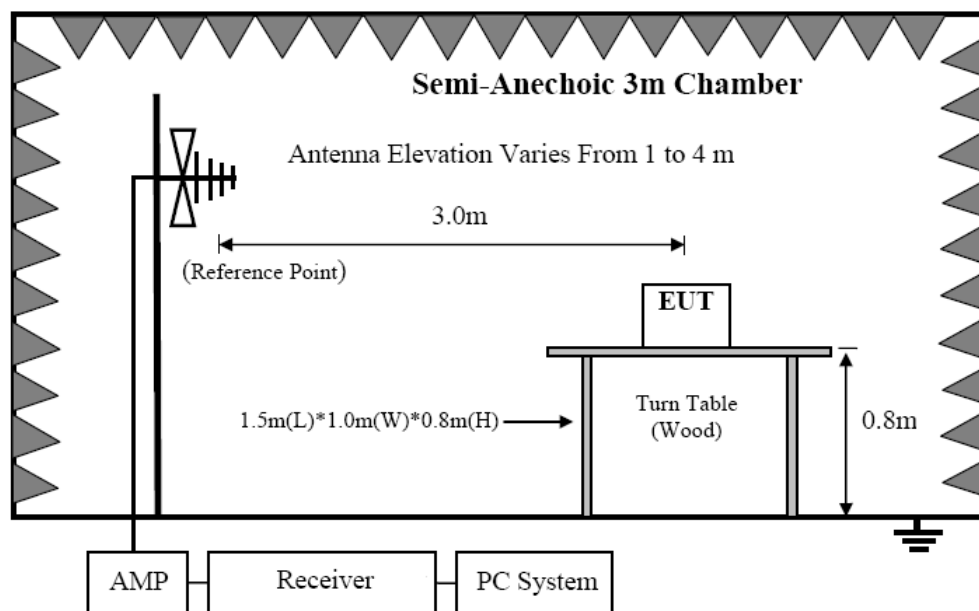 Semi-Anechoic 3m Chamber
Antenna Elevation Varies From 1 to 4 m
3.0m
(Reference Point)
EUT
1.5m(L)*1.0m(W)*0.8m(H)
Turn Table
(Wood)
0.8m
AMP
Receiver
PC System